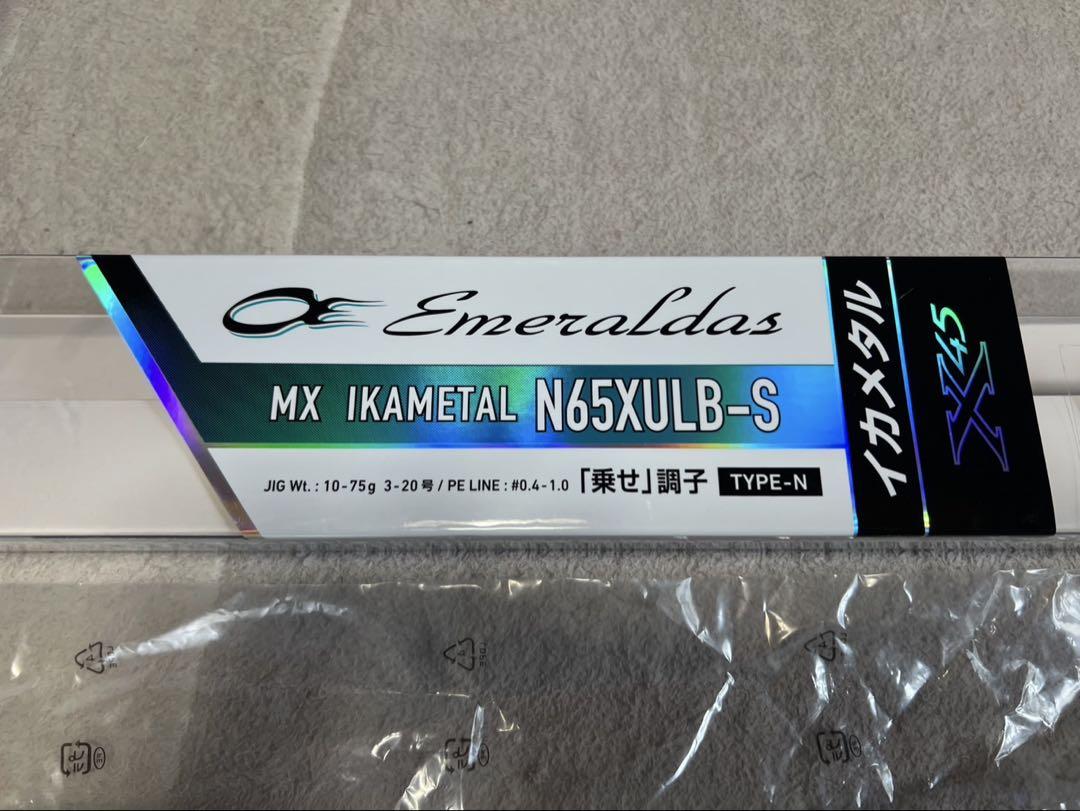 Emeraldas
MX IKAMETAL N65XULB-S
JIG Wt. : 10-75g 3-20号 / PE LINE : #0.4-1.0 「乗せ」調子 TYPE-N
イカメタル
X45